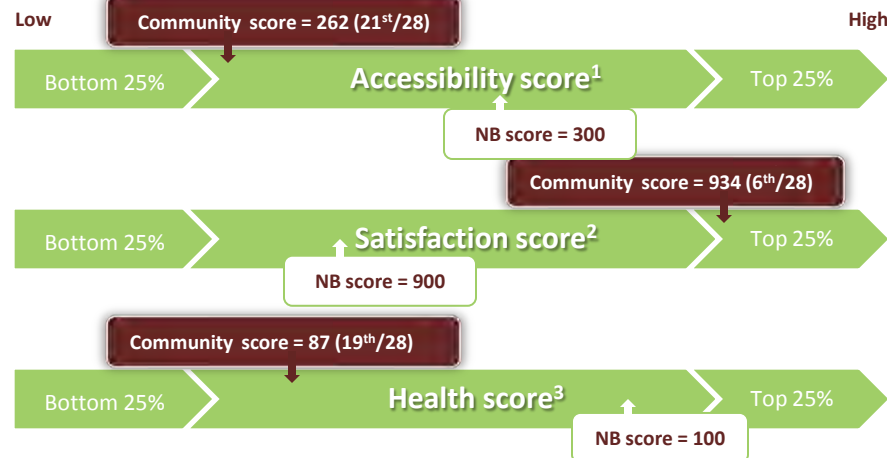 Low
Community score = 262 (21st/28)
High
Bottom 25%
Accessibility score1
Top 25%
NB score = 300
Community score = 934 (6th/28)
Bottom 25%
Satisfaction score2
Top 25%
NB score = 900
Community score = 87 (19th/28)
Bottom 25%
Health score3
Top 25%
NB score = 100